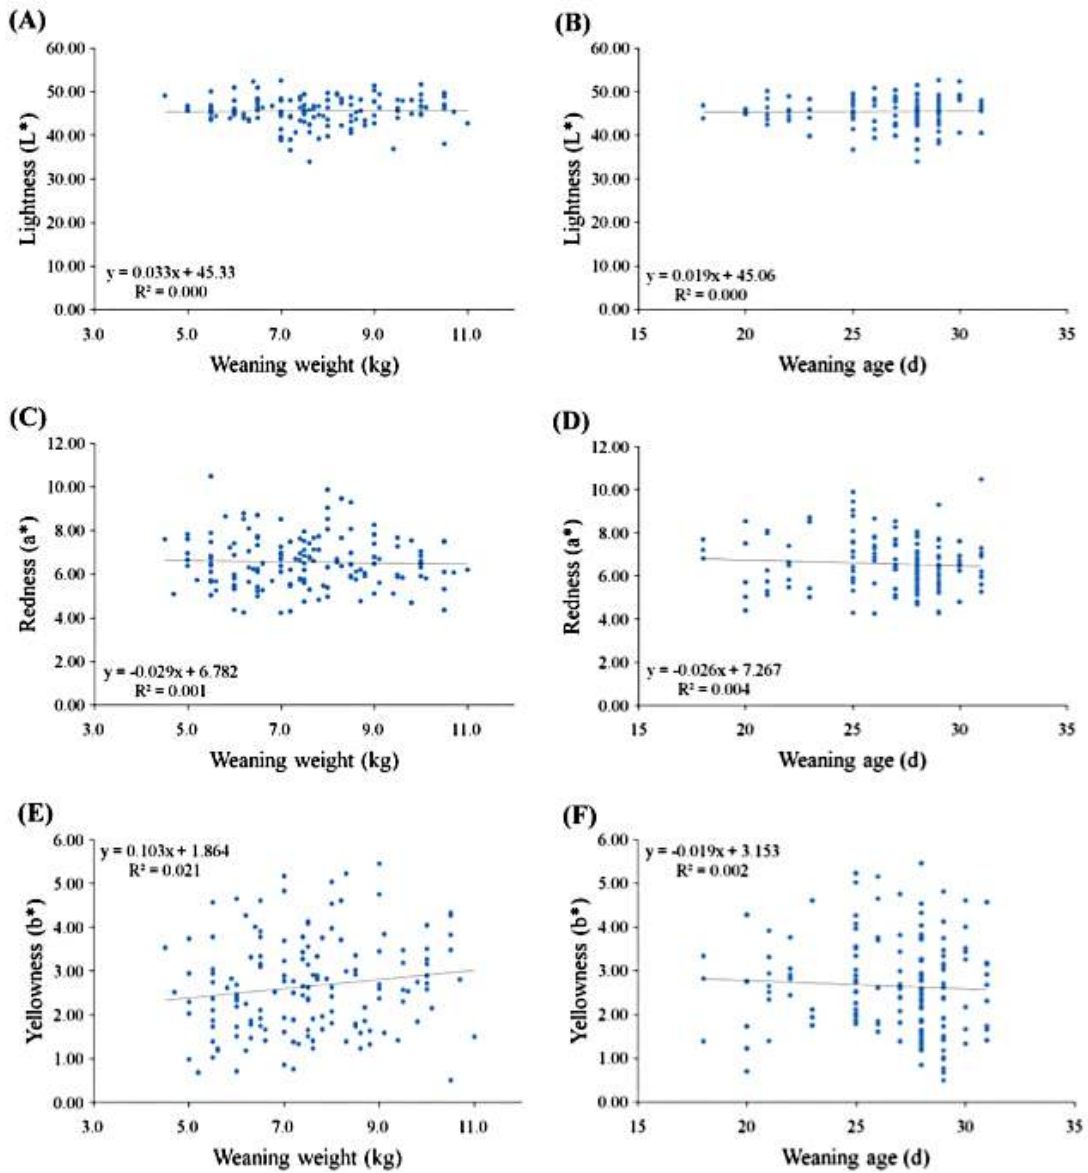 (A)
60.00
50.00
40.00
30.00
20.00
10.00
0.00
Lightness (L*)
y = 0.033x + 45.33
R² = 0.000
3.0 5.0 7.0 9.0 11.0
Weaning weight (kg)
(B)
60.00
50.00
40.00
30.00
20.00
10.00
0.00
Lightness (L*)
y = 0.019x + 45.06
R² = 0.000
15 20 25 30 35
Weaning age (d)
(C)
12.00
10.00
8.00
6.00
4.00
2.00
0.00
Redness (a*)
y = -0.029x + 6.782
R² = 0.001
3.0 5.0 7.0 9.0 11.0
Weaning weight (kg)
(D)
12.00
10.00
8.00
6.00
4.00
2.00
0.00
Redness (a*)
y = -0.026x + 7.267
R² = 0.004
15 20 25 30 35
Weaning age (d)
(E)
6.00
5.00
4.00
3.00
2.00
1.00
0.00
Yellowness (b*)
y = 0.103x + 1.864
R² = 0.021
3.0 5.0 7.0 9.0 11.0
Weaning weight (kg)
(F)
6.00
5.00
4.00
3.00
2.00
1.00
0.00
Yellowness (b*)
y = -0.019x + 3.153
R² = 0.002
15 20 25 30 35
Weaning age (d)